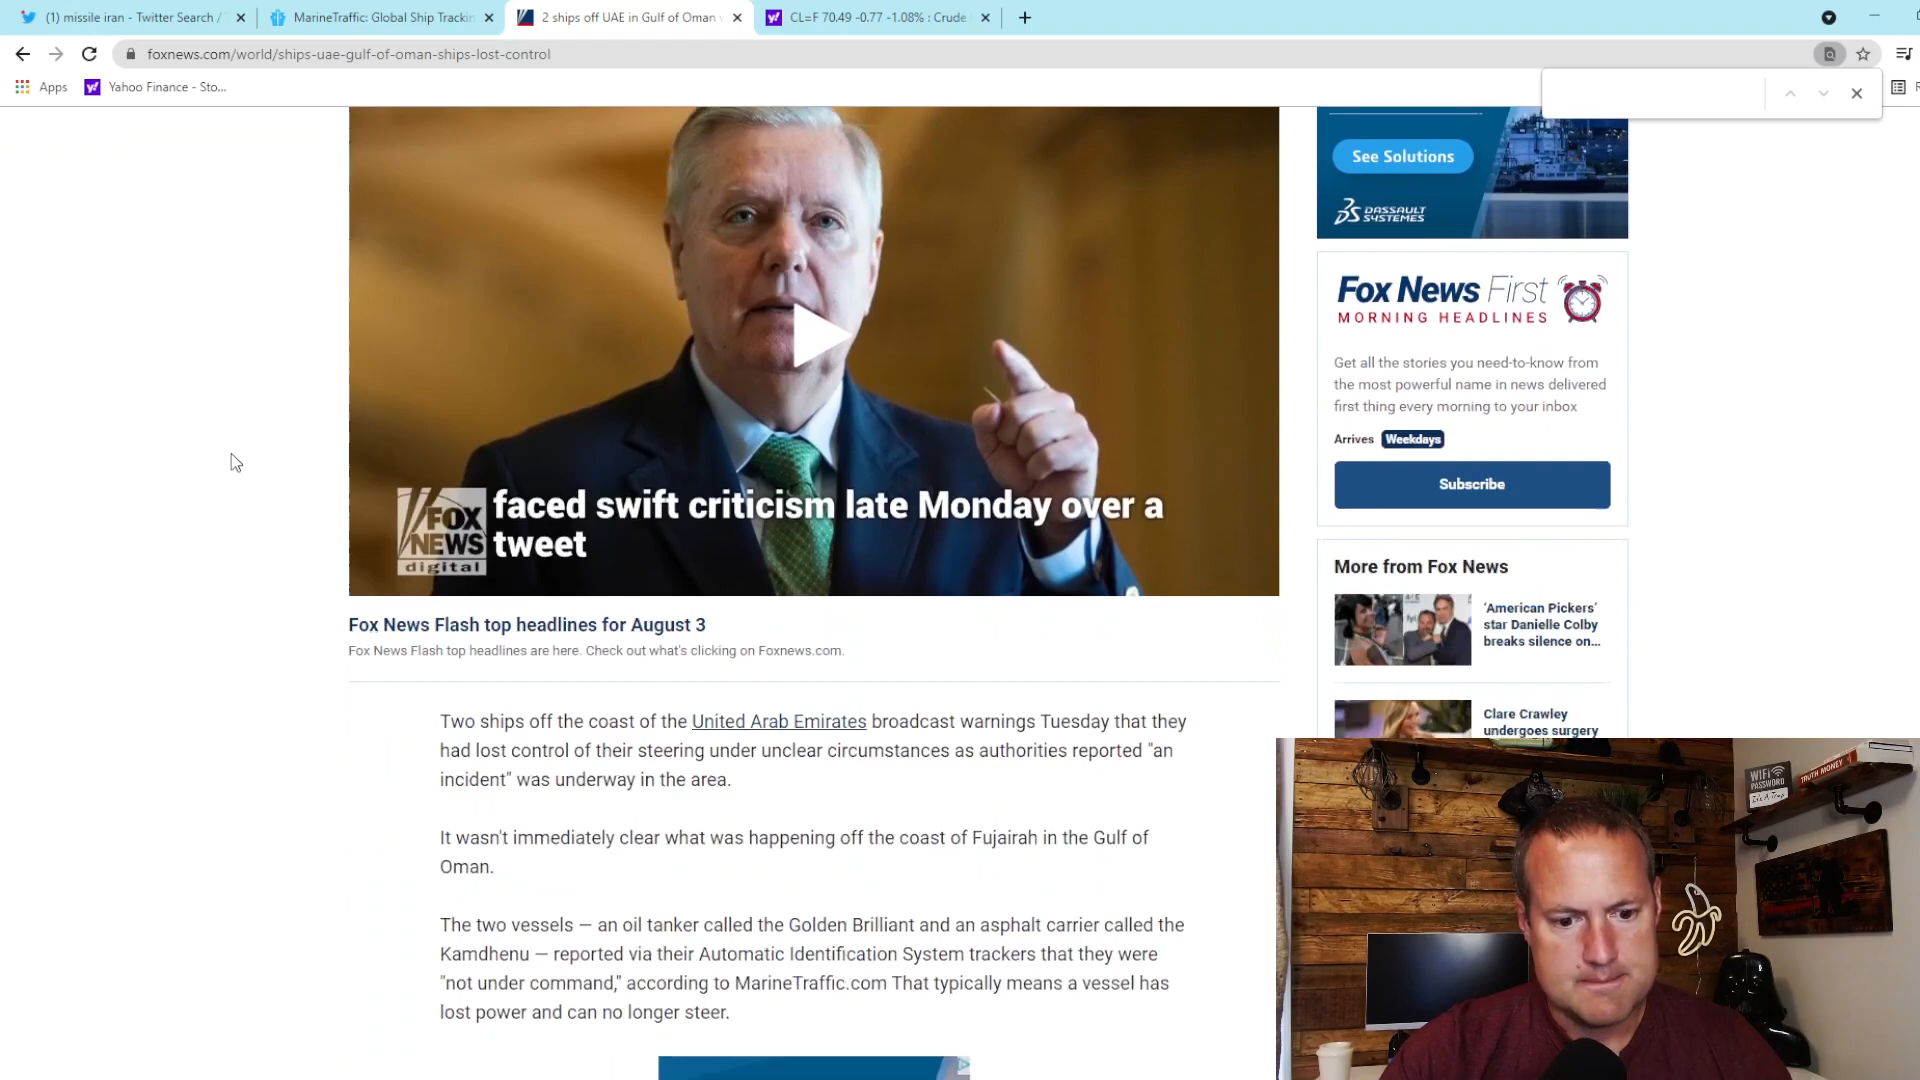 (1) missile iran - Twitter Search /
MarineTraffic: Global Ship Trackin
2 ships off UAE in Gulf of Oman
CL=F 70.49 -0.77 -1.08% : Crude
foxnews.com/world/ships-uae-gulf-of-oman-ships-lost-control
Apps
Yahoo Finance - Sto...
See Solutions
DASSAULT
SYSTEMES
Fox News First
MORNING HEADLINES
Get all the stories you need-to-know from
the most powerful name in news delivered
first thing every morning to your inbox
Arrives Weekdays
Subscribe
FOX
NEWS
digital
faced swift criticism late Monday over a
tweet
Fox News Flash top headlines for August 3
Fox News Flash top headlines are here. Check out what's clicking on Foxnews.com.
More from Fox News
'American Pickers'
star Danielle Colby
breaks silence on...
Clare Crawley
undergoes surgery
Two ships off the coast of the United Arab Emirates broadcast warnings Tuesday that they
had lost control of their steering under unclear circumstances as authorities reported "an
incident" was underway in the area.
It wasn't immediately clear what was happening off the coast of Fujairah in the Gulf of
Oman.
The two vessels — an oil tanker called the Golden Brilliant and an asphalt carrier called the
Kamdhenu — reported via their Automatic Identification System trackers that they were
"not under command," according to MarineTraffic.com That typically means a vessel has
lost power and can no longer steer.
WIFI
PASSWORD
It's A Trap
TRUTH MONEY